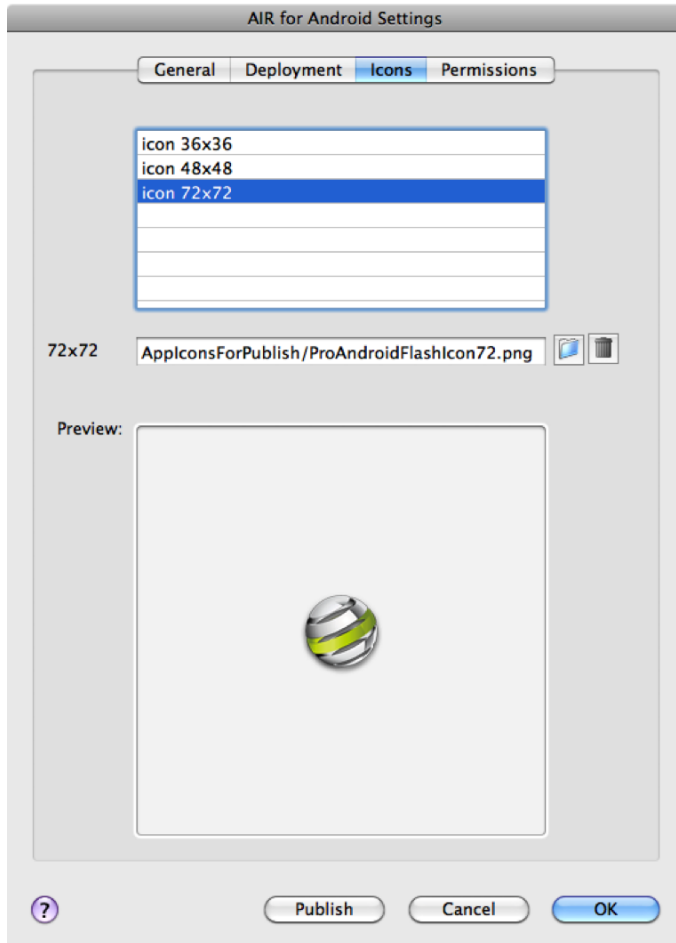 AIR for Android Settings
General Deployment Icons Permissions
icon 36x36
icon 48x48
icon 72x72
72x72 AppIconsForPublish/ProAndroidFlashIcon72.png
Preview:
? Publish Cancel OK